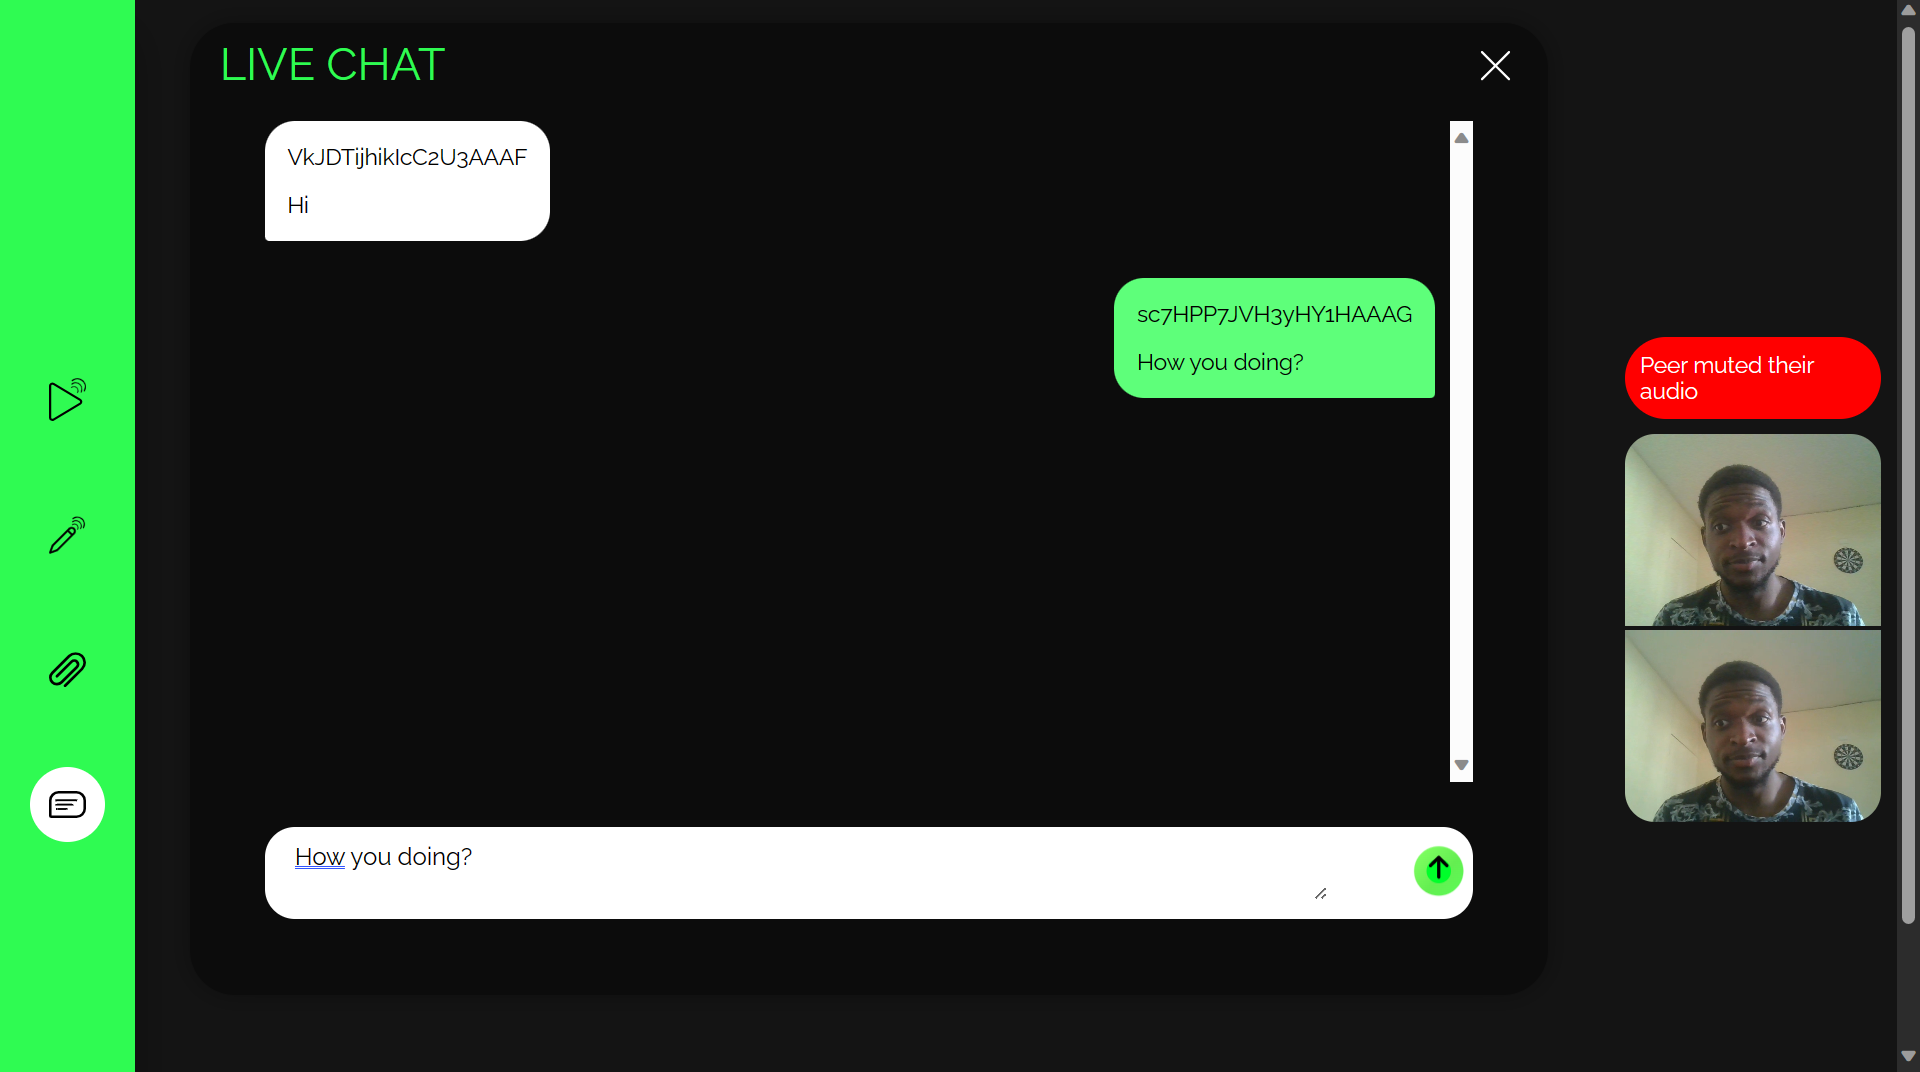 LIVE CHAT
VkJDTijhikIcC2U3AAAF
Hi
sc7HPP7JVH3yHY1HAAAG
How you doing?
Peer muted their
audio
How you doing?